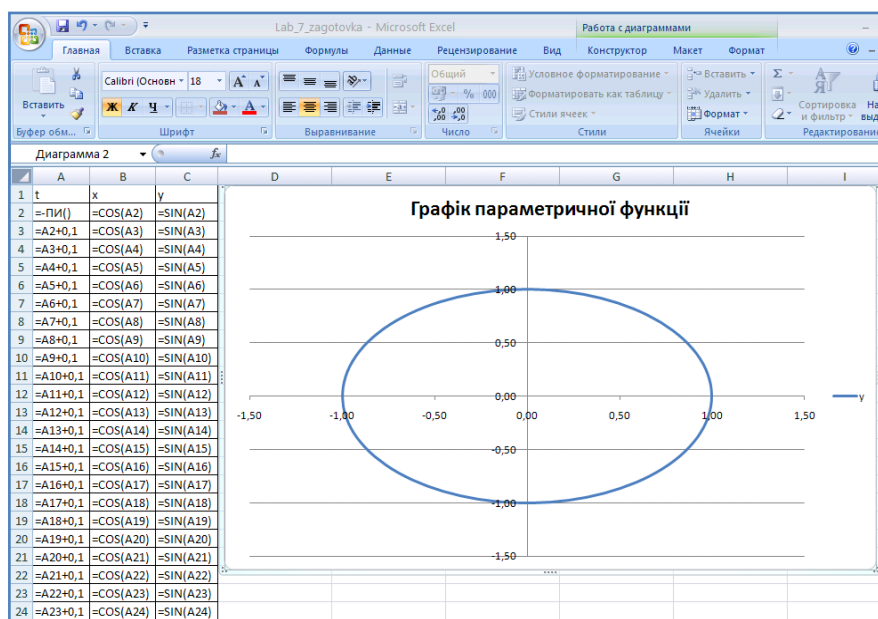 Lab_7_zagotovka - Microsoft Excel
Работа с диаграммами
Главная Вставка Разметка страницы Формулы Данные Рецензирование Вид Конструктор Макет Формат
Вставить
Calibri (Основн 18
Ж К Ч
Общий
% 000
Условное форматирование
Форматировать как таблицу
Стили ячеек
Вставить
Удалить
Формат
Сортировка
и фильтр
Буфер обм... Шрифт Выравнивание Число Стили Ячейки Редактирование
Диаграмма 2 fx
A B C D E F G H I
1 t x y
2 =-ПИ() =COS(A2) =SIN(A2)
3 =A2+0,1 =COS(A3) =SIN(A3)
4 =A3+0,1 =COS(A4) =SIN(A4)
5 =A4+0,1 =COS(A5) =SIN(A5)
6 =A5+0,1 =COS(A6) =SIN(A6)
7 =A6+0,1 =COS(A7) =SIN(A7)
8 =A7+0,1 =COS(A8) =SIN(A8)
9 =A8+0,1 =COS(A9) =SIN(A9)
10 =A9+0,1 =COS(A10) =SIN(A10)
11 =A10+0,1 =COS(A11) =SIN(A11)
12 =A11+0,1 =COS(A12) =SIN(A12)
13 =A12+0,1 =COS(A13) =SIN(A13)
14 =A13+0,1 =COS(A14) =SIN(A14)
15 =A14+0,1 =COS(A15) =SIN(A15)
16 =A15+0,1 =COS(A16) =SIN(A16)
17 =A16+0,1 =COS(A17) =SIN(A17)
18 =A17+0,1 =COS(A18) =SIN(A18)
19 =A18+0,1 =COS(A19) =SIN(A19)
20 =A19+0,1 =COS(A20) =SIN(A20)
21 =A20+0,1 =COS(A21) =SIN(A21)
22 =A21+0,1 =COS(A22) =SIN(A22)
23 =A22+0,1 =COS(A23) =SIN(A23)
24 =A23+0,1 =COS(A24) =SIN(A24)
Графік параметричної функції
1,50
1,00
0,50
0,00
-0,50
-1,00
-1,50
-1,50 -1,00 -0,50 0,00 0,50 1,00 1,50
y